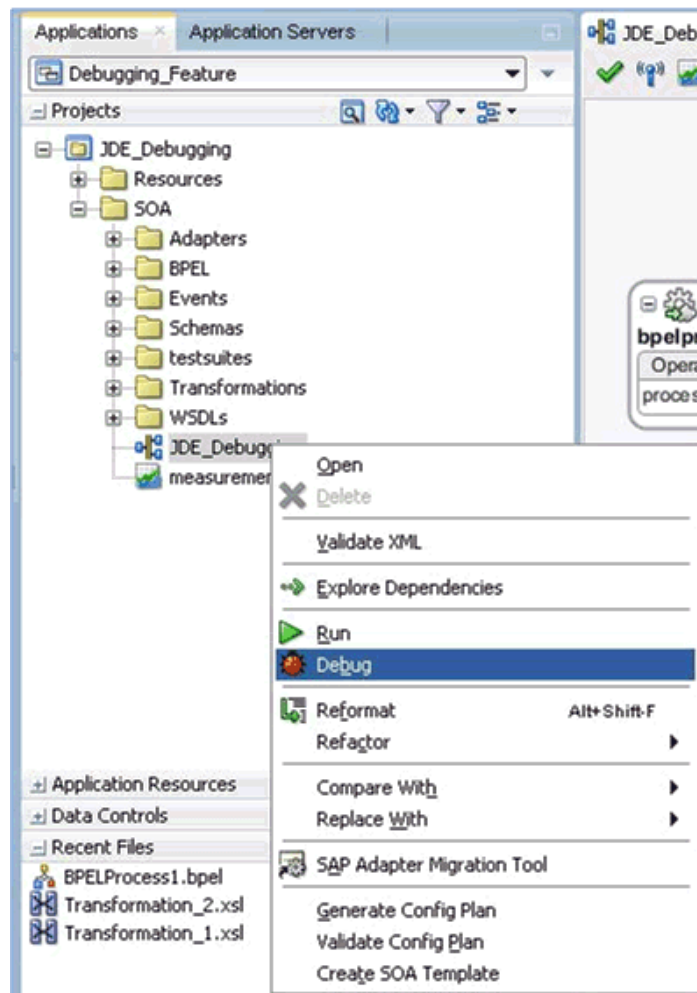 Applications
Application Servers
JDE_Deb
Debugging_Feature
Projects
JDE_Debugging
Resources
SOA
Adapters
BPEL
Events
Schemas
testsuites
Transformations
WSDLs
JDE_Debuggi
measuremen
bpelpr
Opera
proces
Open
Delete
Validate XML
Explore Dependencies
Run
Debug
Reformat Alt+Shift-F
Refactor
Compare With
Replace With
SAP Adapter Migration Tool
Generate Config Plan
Validate Config Plan
Create SOA Template
Application Resources
Data Controls
Recent Files
BPELProcess1.bpel
Transformation_2.xsl
Transformation_1.xsl